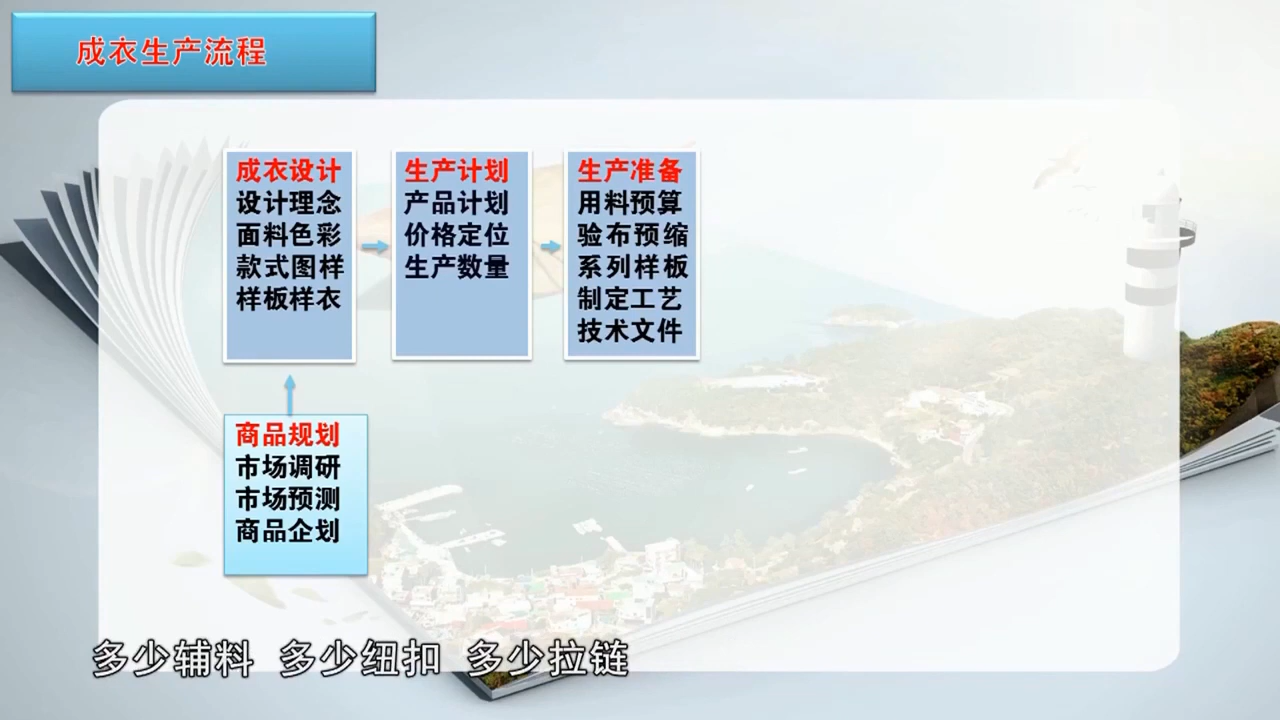 成衣生产流程
成衣设计
设计理念
面料色彩
款式图样
样板样衣
生产计划
产品计划
价格定位
生产数量
生产准备
用料预算
验布预缩
系列样板
制定工艺
技术文件
商品规划
市场调研
市场预测
商品企划
多少辅料 多少纽扣 多少拉链